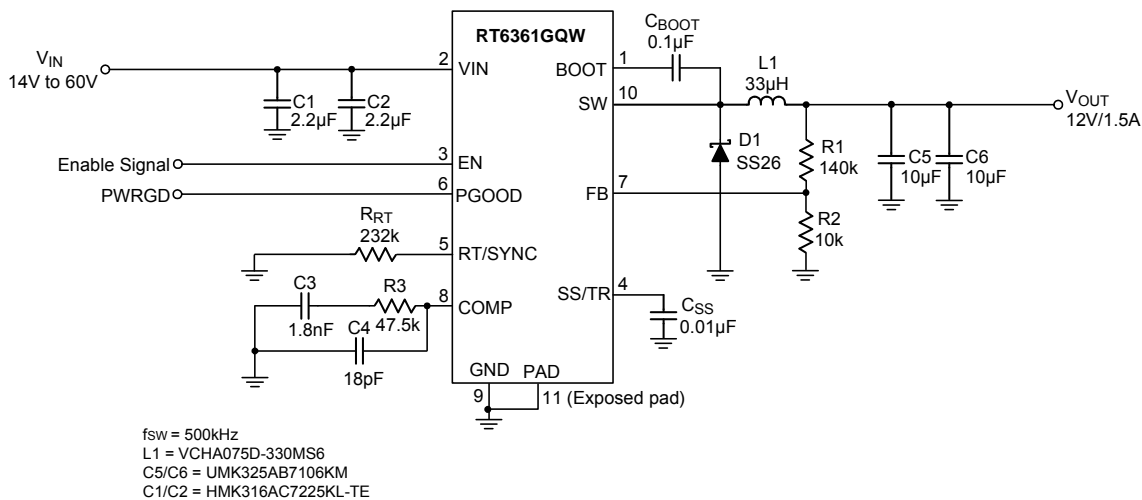 RT6361GQW
VIN
14V to 60V
2
VIN
C1
2.2µF
C2
2.2µF
BOOT
1
CBOOT
0.1µF
SW
10
L1
33µH
VOUT
12V/1.5A
D1
SS26
R1
140k
C5
10µF
C6
10µF
Enable Signal
3
EN
PWRGD
6
PGOOD
FB
7
R2
10k
RRT
232k
5
RT/SYNC
SS/TR
4
CSS
0.01µF
C3
1.8nF
R3
47.5k
8
COMP
C4
18pF
GND
PAD
9
11 (Exposed pad)
fSW = 500kHz
L1 = VCHA075D-330MS6
C5/C6 = UMK325AB7106KM
C1/C2 = HMK316AC7225KL-TE